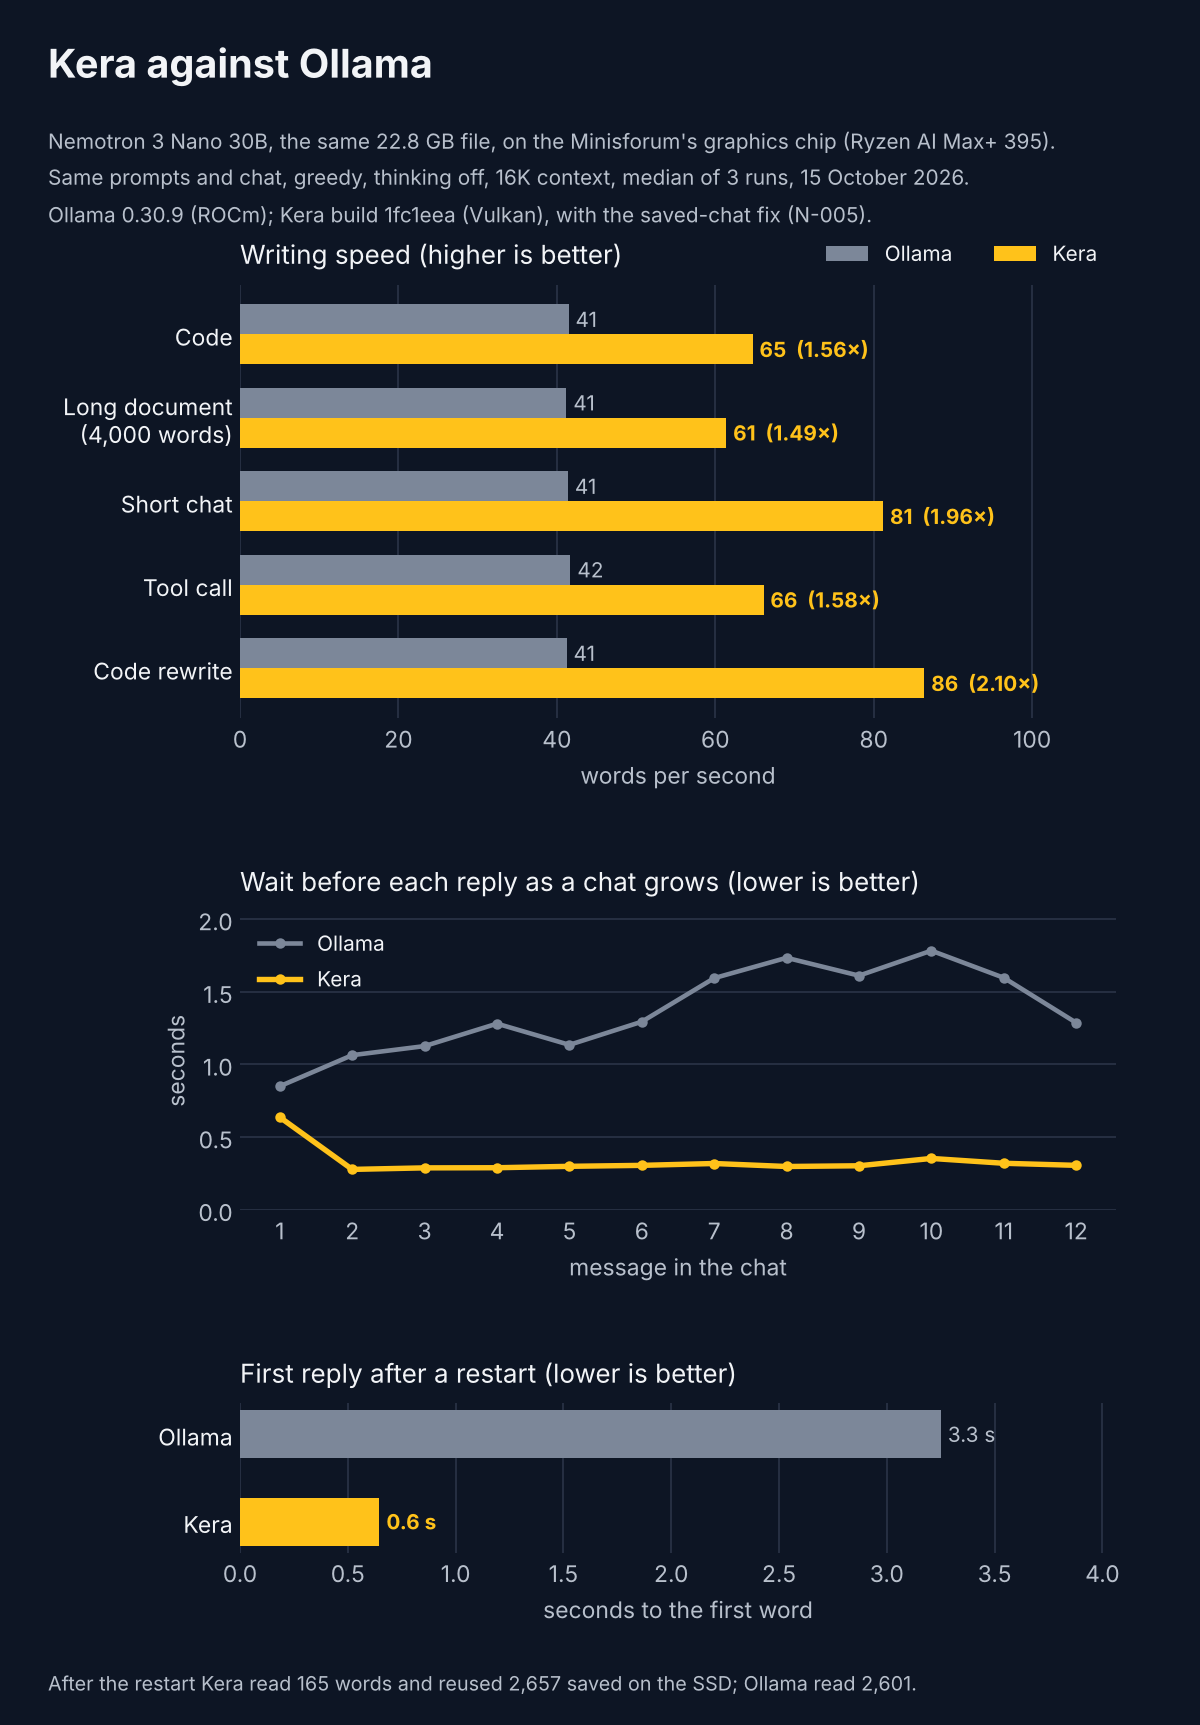 Kera against Ollama
Nemotron 3 Nano 30B, the same 22.8 GB file, on the Minisforum's graphics chip (Ryzen AI Max+ 395).
Same prompts and chat, greedy, thinking off, 16K context, median of 3 runs, 15 October 2026.
Ollama 0.30.9 (ROCm); Kera build 1fc1eea (Vulkan), with the saved-chat fix (N-005).
Writing speed (higher is better)
Ollama
Kera
Code
41
65 (1.56×)
Long document
(4,000 words)
41
61 (1.49×)
Short chat
41
81 (1.96×)
Tool call
42
66 (1.58×)
Code rewrite
41
86 (2.10×)
0 20 40 60 80 100
words per second
Wait before each reply as a chat grows (lower is better)
2.0
Ollama
Kera
1.5
seconds
1.0
0.5
0.0
1 2 3 4 5 6 7 8 9 10 11 12
message in the chat
First reply after a restart (lower is better)
Ollama
3.3 s
Kera
0.6 s
0.0 0.5 1.0 1.5 2.0 2.5 3.0 3.5 4.0
seconds to the first word
After the restart Kera read 165 words and reused 2,657 saved on the SSD; Ollama read 2,601.